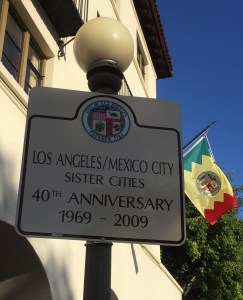 LOS ANGELES/MEXICO CITY
SISTER CITIES
40TH ANNIVERSARY
1969 - 2009